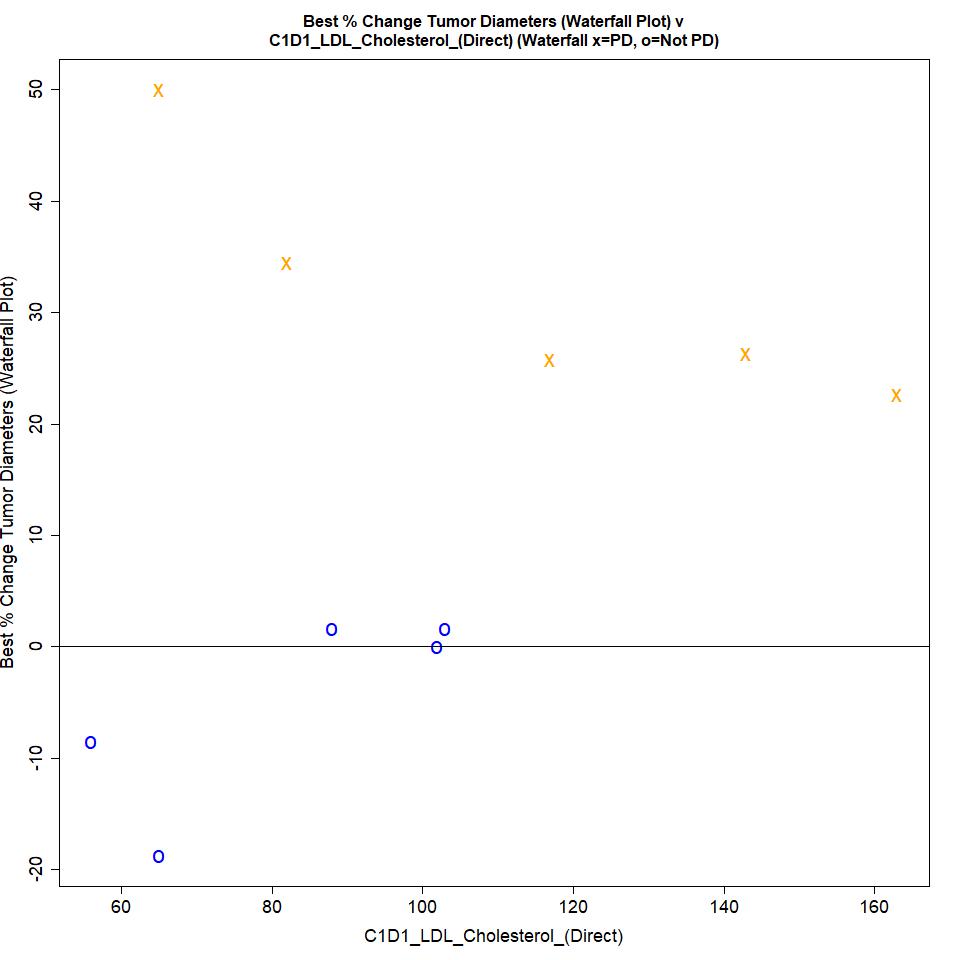 Best % Change Tumor Diameters (Waterfall Plot) v
C1D1_LDL_Cholesterol_(Direct) (Waterfall x=PD, o=Not PD)
Best % Change Tumor Diameters (Waterfall Plot)
50
40
30
20
10
0
-10
-20
X
X
X
X
X
O
O
O
O
O
60 80 100 120 140 160
C1D1_LDL_Cholesterol_(Direct)